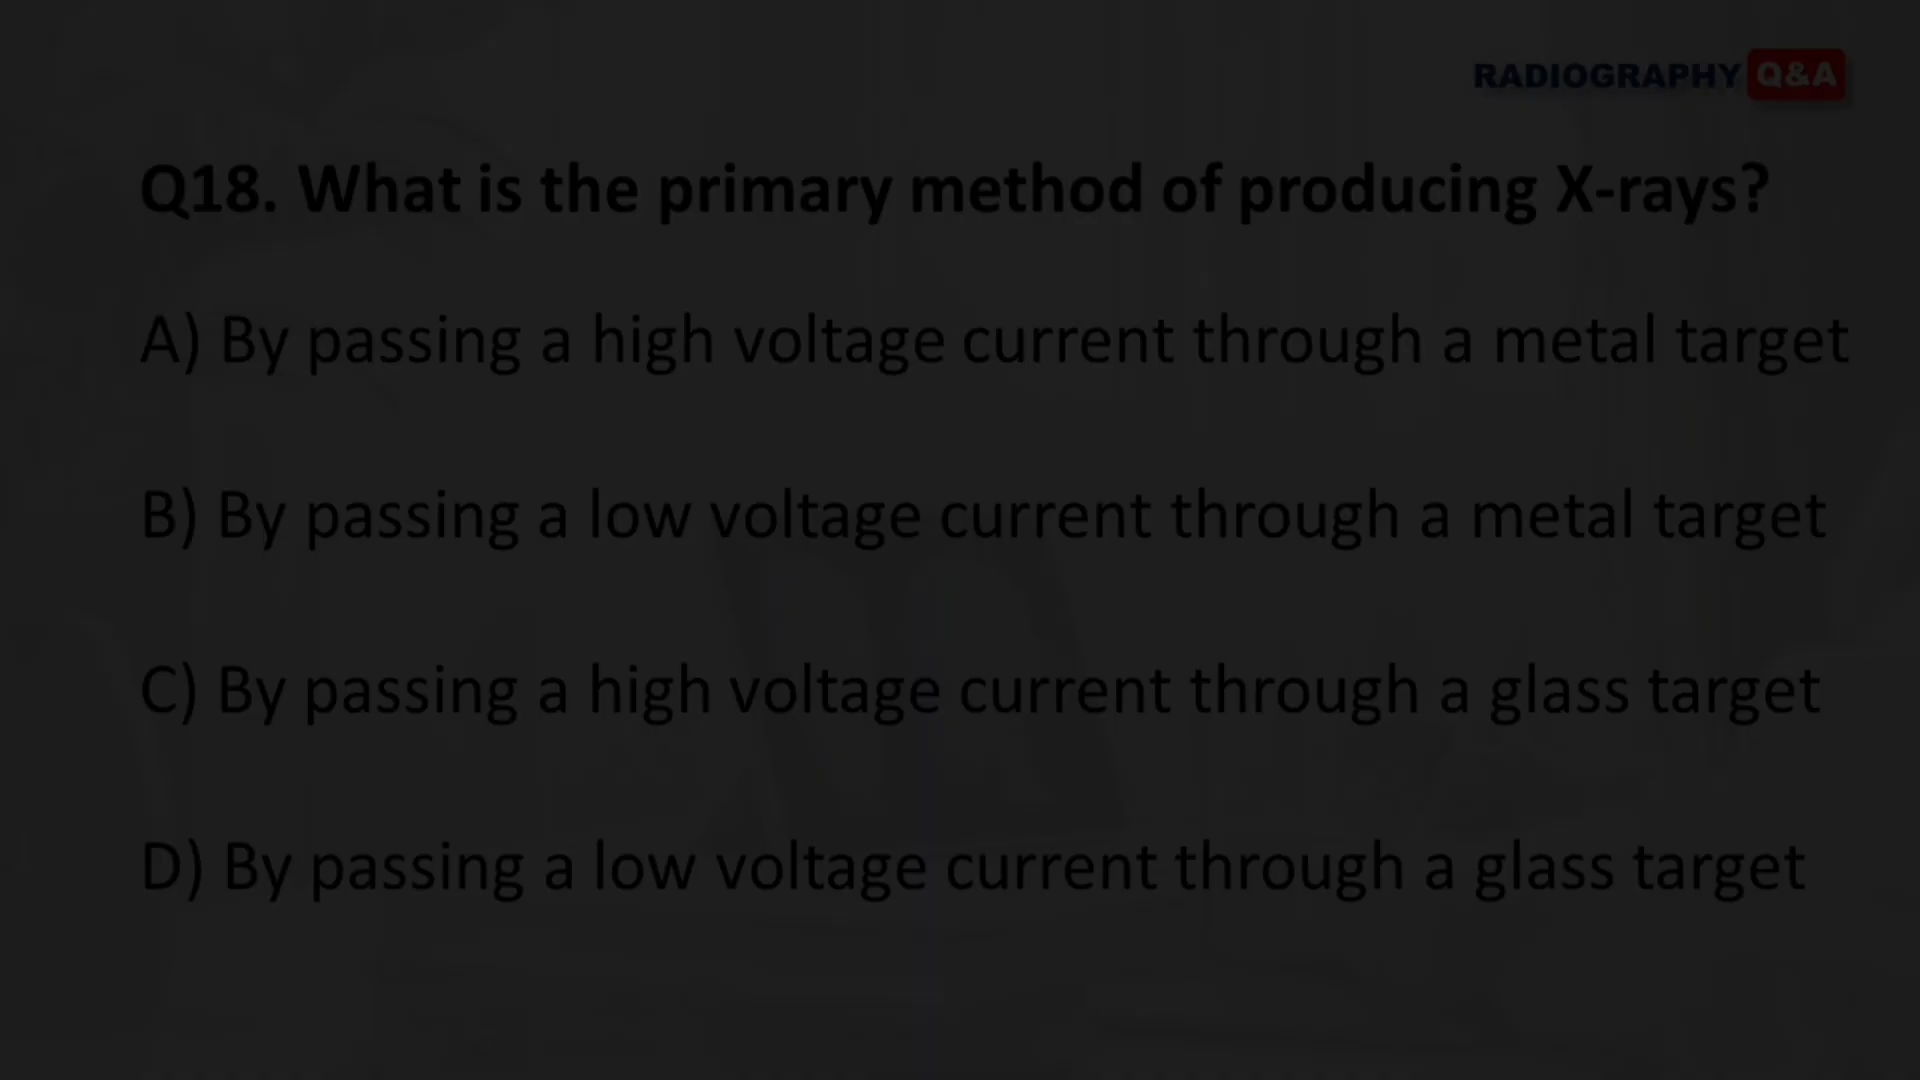 RADIOGRAPHY Q&A
Q18. What is the primary method of producing X-rays?
A) By passing a high voltage current through a metal target
B) By passing a low voltage current through a metal target
C) By passing a high voltage current through a glass target
D) By passing a low voltage current through a glass target